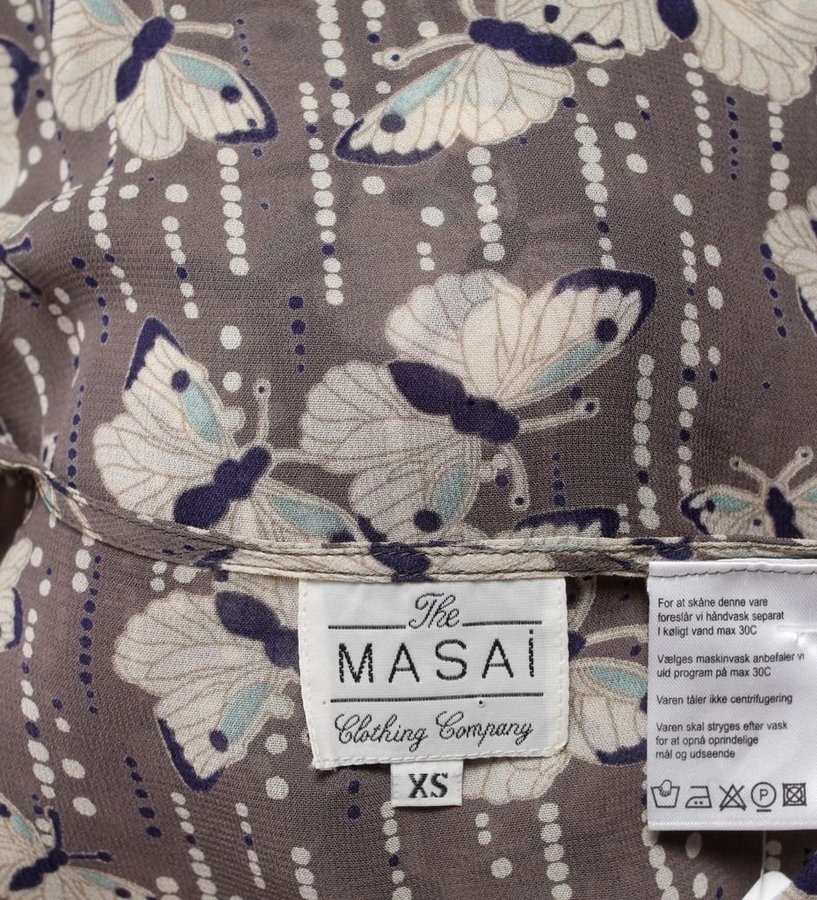 The
MASAi
Clothing Company
XS
For at skåne denne vare
foreslår vi håndvask separat
I køligt vand max 30C
Vælges maskinvask anbefaler vi
uld program på max 30C
Varen tåler ikke centrifugering
Varen skal stryges efter vask
for at opnå oprindelige
mål og udseende
P